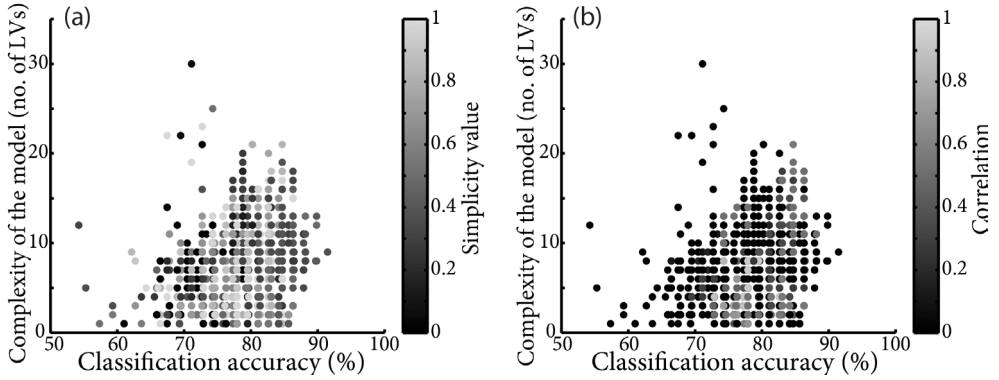 (a)
Complexity of the model (no. of LVs)
30
20
10
0
50 60 70 80 90 100
Classification accuracy (%)
1
0.8
0.6
0.4
0.2
0
Simplicity value
(b)
Complexity of the model (no. of LVs)
30
20
10
0
50 60 70 80 90 100
Classification accuracy (%)
1
0.8
0.6
0.4
0.2
0
Correlation